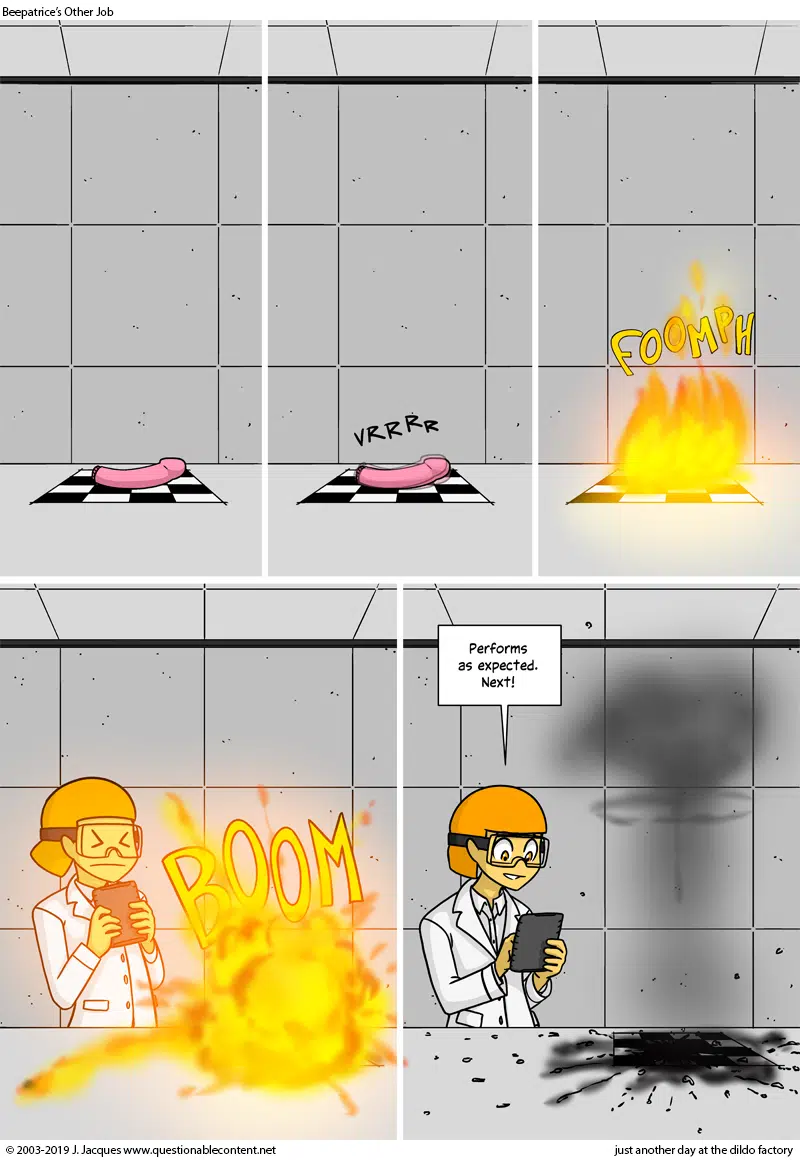 Beepatrice's Other Job
VRRRR
FOOMPH
BOOM
Performs
as expected.
Next!
© 2003-2019 J. Jacques www.questionablecontent.net
just another day at the dildo factory